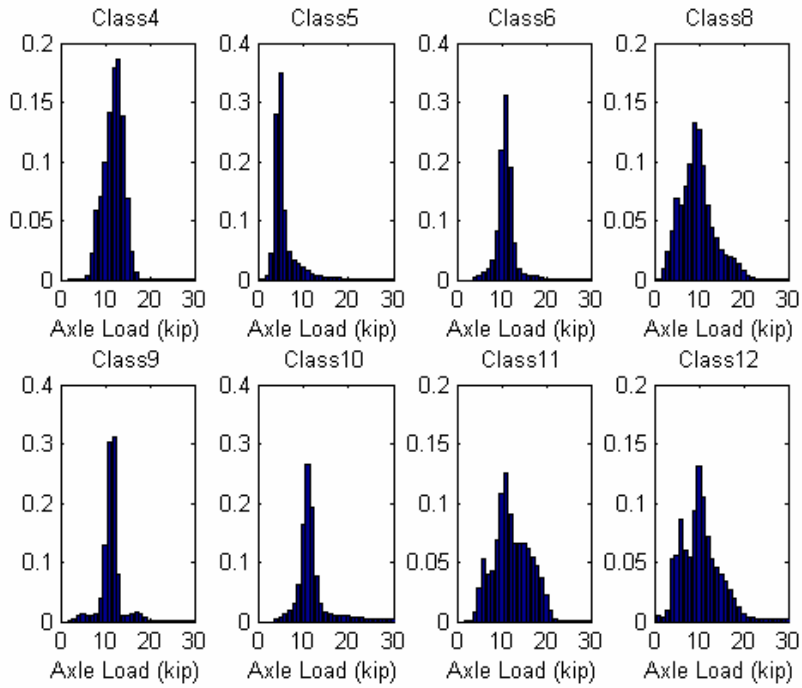 Class4 Class5 Class6 Class8
0.2 0.4 0.4 0.2
0.15 0.3 0.3 0.15
0.1 0.2 0.2 0.1
0.05 0.1 0.1 0.05
0 0 0 0
0 10 20 30 0 10 20 30 0 10 20 30 0 10 20 30
Axle Load (kip) Axle Load (kip) Axle Load (kip) Axle Load (kip)
Class9 Class10 Class11 Class12
0.4 0.4 0.2 0.2
0.3 0.3 0.15 0.15
0.2 0.2 0.1 0.1
0.1 0.1 0.05 0.05
0 0 0 0
0 10 20 30 0 10 20 30 0 10 20 30 0 10 20 30
Axle Load (kip) Axle Load (kip) Axle Load (kip) Axle Load (kip)